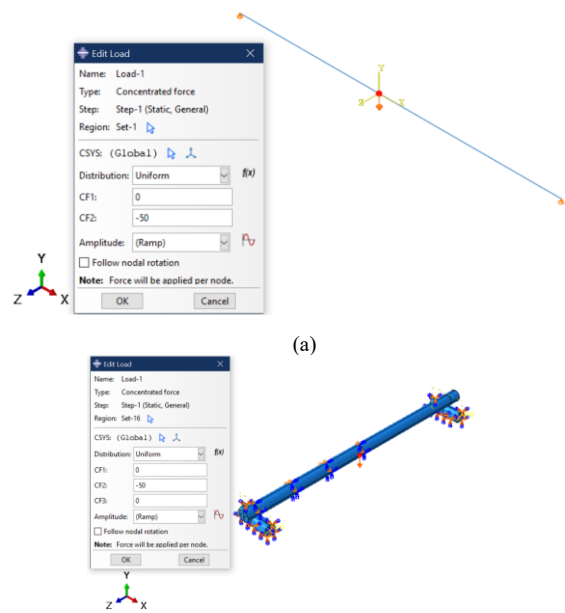 Edit Load
Name: Load-1
Type: Concentrated force
Step: Step-1 (Static, General)
Region: Set-1
CSYS: (Global)
Distribution: Uniform f(x)
CF1: 0
CF2: -50
Amplitude: (Ramp)
Follow nodal rotation
Note: Force will be applied per node.
OK Cancel
Y
Z X
Y
Z X
(a)
Edit Load
Name: Load-1
Type: Concentrated force
Step: Step-1 (Static, General)
Region: Set-16
CSYS: (Global)
Distribution: Uniform f(x)
CF1: 0
CF2: -50
CF3: 0
Amplitude: (Ramp)
Follow nodal rotation
Note: Force will be applied per node.
OK Cancel
Y
Z X